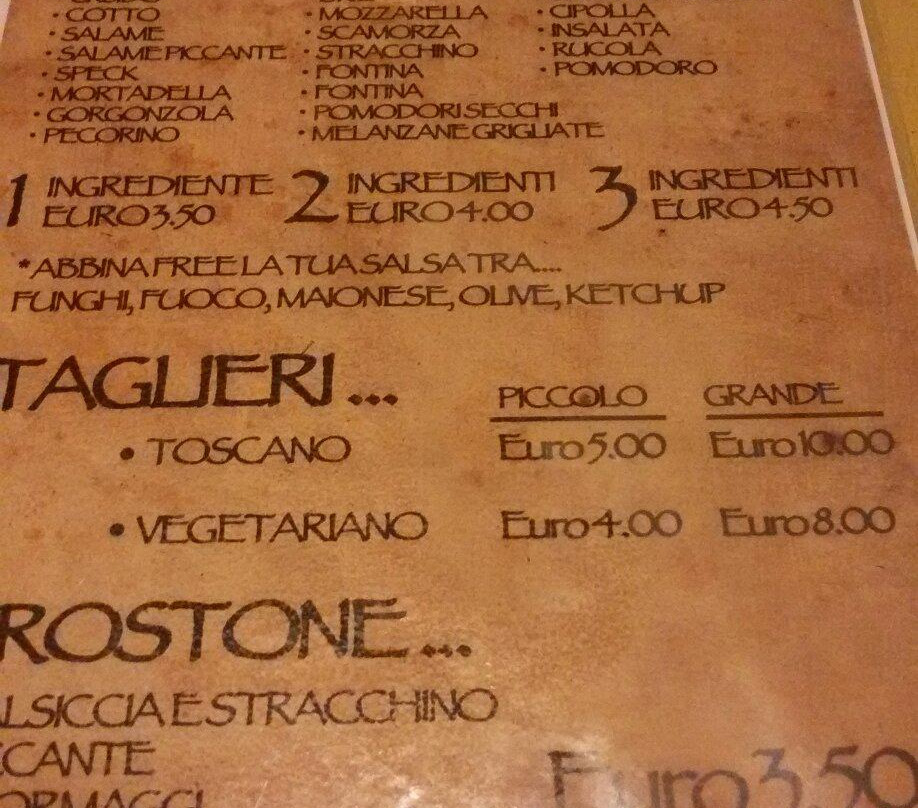 • COTTO
• SALAME
• SALAME PICCANTE
• SPECK
• MORTADELLA
• GORGONZOLA
• PECORINO
• MOZZARELLA
• SCAMORZA
• STRACCHINO
• FONTINA
• FONTINA
• POMODORI SECCHI
• MELANZANE GRIGLIATE
• CIPOLLA
• INSALATA
• RUCOLA
• POMODORO
1 INGREDIENTE
EURO 3,50
2 INGREDIENTI
EURO 4.00
3 INGREDIENTI
EURO 4.50
*ABBINA FREE LA TUA SALSA TRA....
FUNGHI, FUOCO, MAIONESE, OLIVE, KETCHUP
TAGLIERI... PICCOLO GRANDE
• TOSCANO Euro 5.00 Euro 10.00
• VEGETARIANO Euro 4.00 Euro 8.00
ROSTONE...
LSICCIA E STRACCHINO
CCANTE
Euro 3,50
ORMAGGI